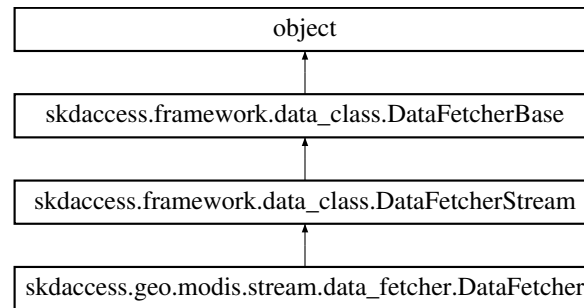 object
skdaccess.framework.data_class.DataFetcherBase
skdaccess.framework.data_class.DataFetcherStream
skdaccess.geo.modis.stream.data_fetcher.DataFetcher